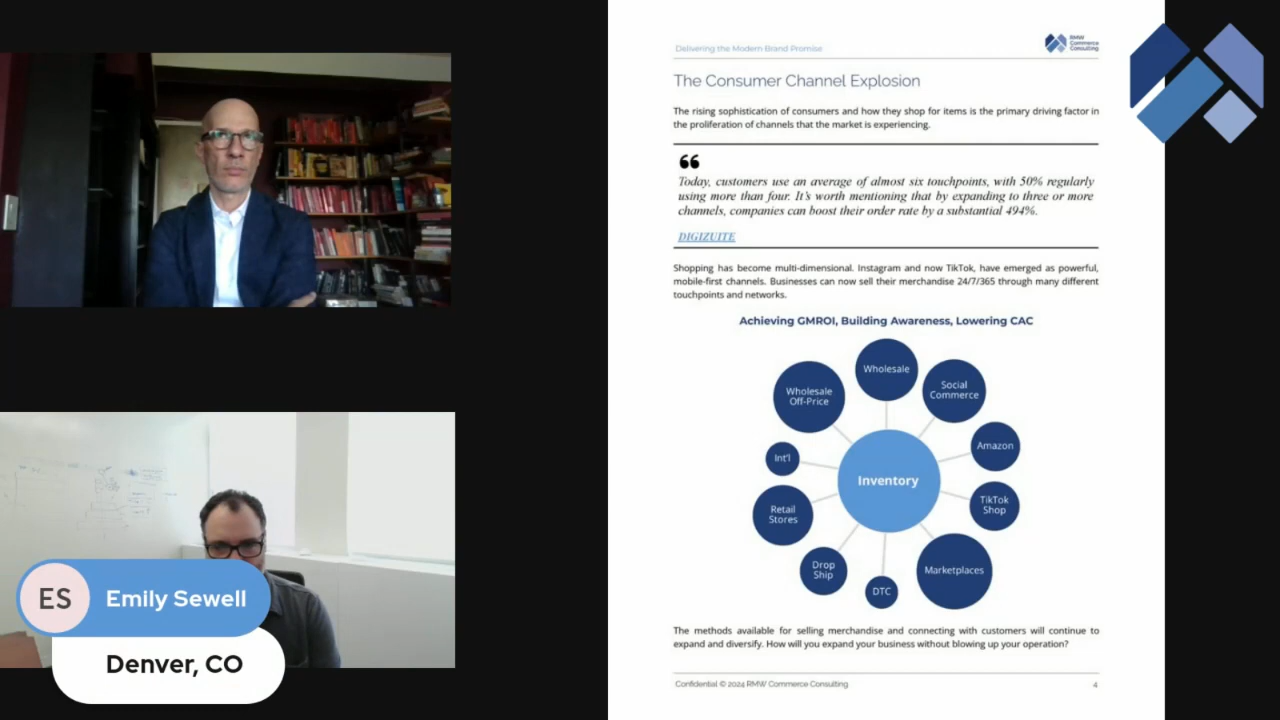 Delivering the Modern Brand Promise
RMW
Commerce
Consulting
The Consumer Channel Explosion
The rising sophistication of consumers and how they shop for items is the primary driving factor in
the proliferation of channels that the market is experiencing.
“
Today, customers use an average of almost six touchpoints, with 50% regularly
using more than four. It's worth mentioning that by expanding to three or more
channels, companies can boost their order rate by a substantial 494%.
DIGIZUITE
Shopping has become multi-dimensional. Instagram and now TikTok, have emerged as powerful,
mobile-first channels. Businesses can now sell their merchandise 24/7/365 through many different
touchpoints and networks.
Achieving GMROI, Building Awareness, Lowering CAC
Wholesale
Wholesale
Off-Price
Social
Commerce
Amazon
Int'l
Inventory
TikTok
Shop
Retail
Stores
Drop
Ship
Marketplaces
DTC
The methods available for selling merchandise and connecting with customers will continue to
expand and diversify. How will you expand your business without blowing up your operation?
Confidential © 2024 RMW Commerce Consulting
4
ES
Emily Sewell
Denver, CO